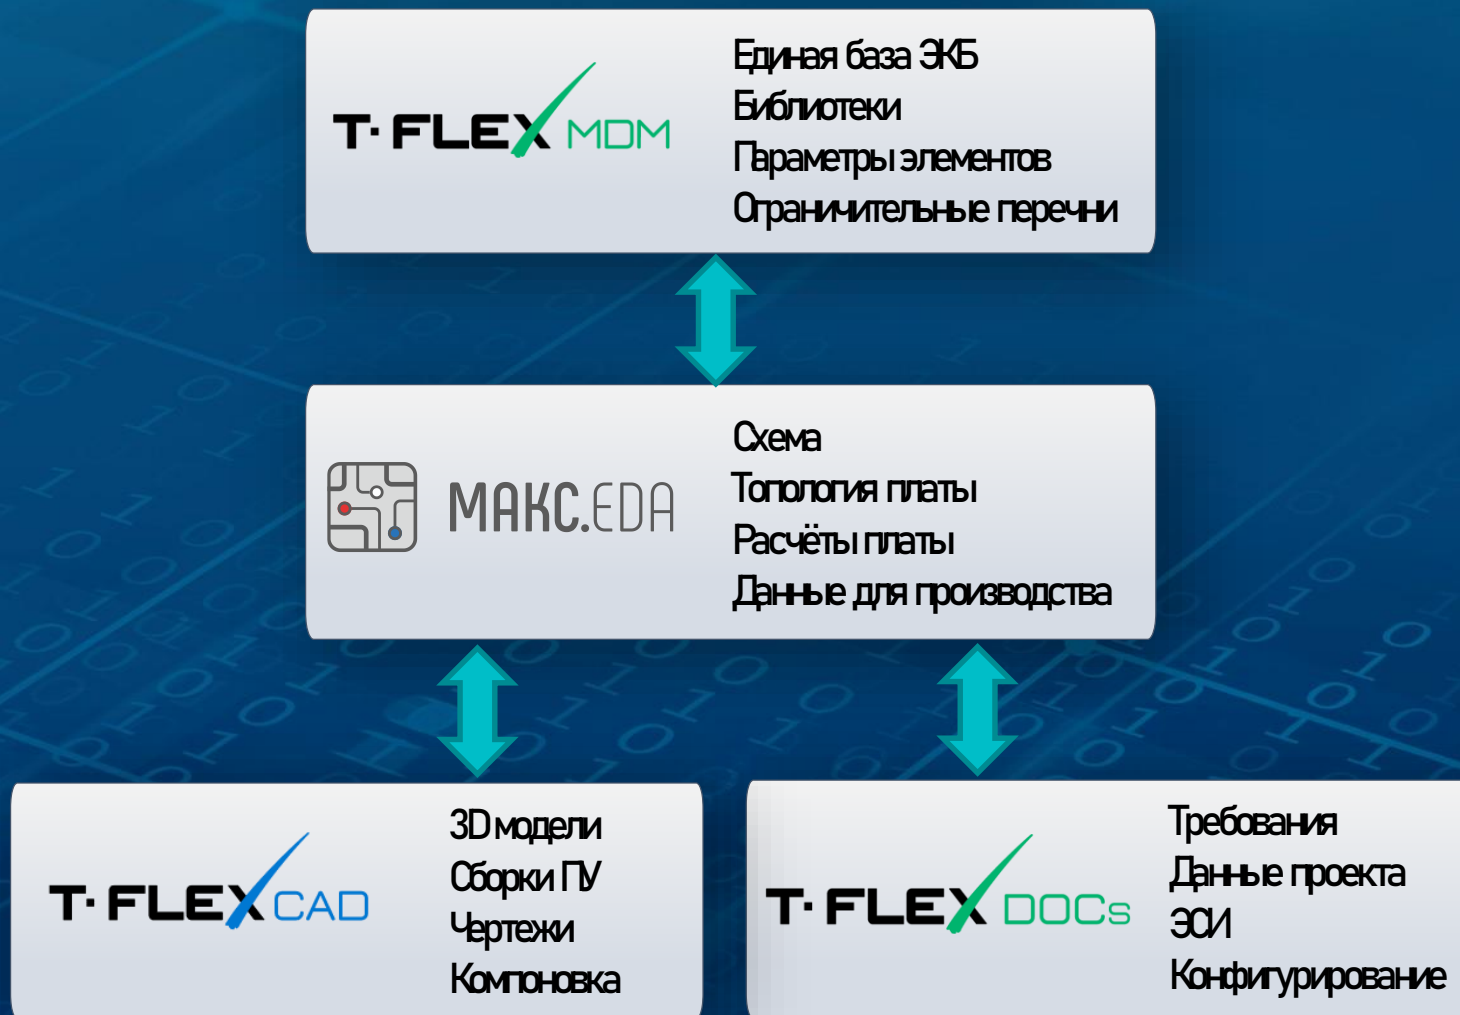 T-FLEX MDM
Единая база ЭКБ
Библиотеки
Параметры элементов
Ограничительные перечни
МАКС.EDA
Схема
Топология платы
Расчёты платы
Данные для производства
T-FLEX CAD
3D модели
Сборки ПУ
Чертежи
Компоновка
T-FLEX DOCs
Требования
Данные проекта
ЭСИ
Конфигурирование